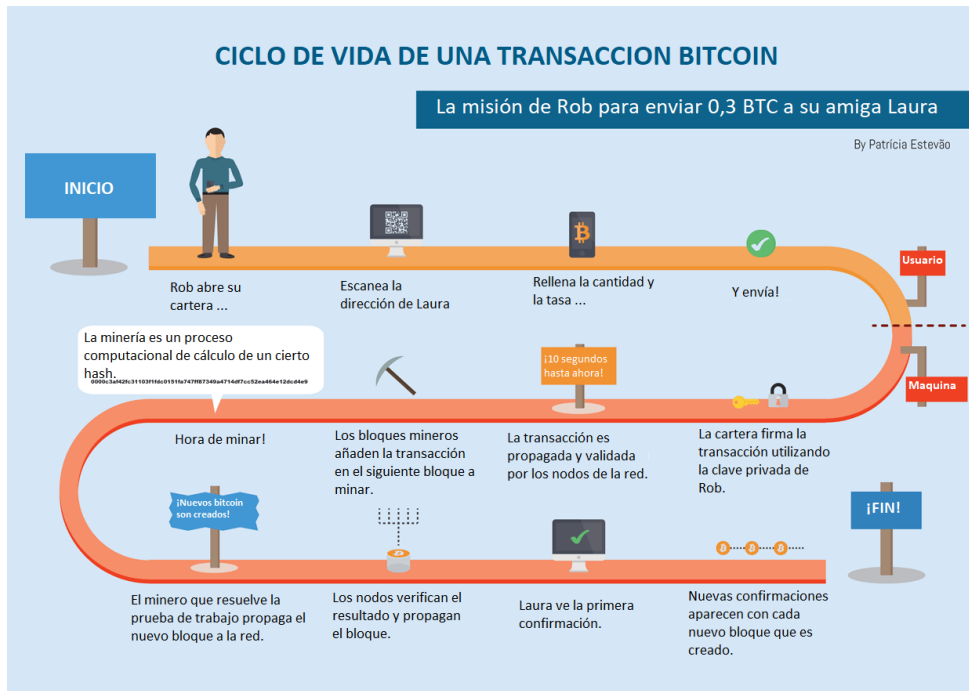 CICLO DE VIDA DE UNA TRANSACCION BITCOIN
La misión de Rob para enviar 0,3 BTC a su amiga Laura
By Patrícia Estevão
INICIO
Rob abre su
cartera ...
Escanea la
dirección de Laura
Rellena la cantidad y
la tasa ...
Y envía!
Usuario
Maquina
La cartera firma la
transacción utilizando
la clave privada de
Rob.
¡10 segundos
hasta ahora!
La transacción es
propagada y validada
por los nodos de la red.
Los bloques mineros
añaden la transacción
en el siguiente bloque a
minar.
La minería es un proceso
computacional de cálculo de un cierto
hash.
Hora de minar!
¡Nuevos bitcoin
son creados!
El minero que resuelve la
prueba de trabajo propaga el
nuevo bloque a la red.
Los nodos verifican el
resultado y propagan
el bloque.
Laura ve la primera
confirmación.
Nuevas confirmaciones
aparecen con cada
nuevo bloque que es
creado.
¡FIN!